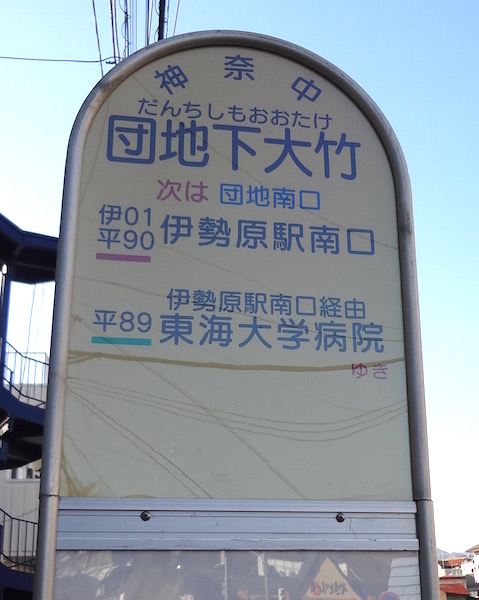 神奈中
だんちしもおおたけ
団地下大竹
次は 団地南口
伊01
平90 伊勢原駅南口
伊勢原駅南口経由
平89 東海大学病院
ゆき